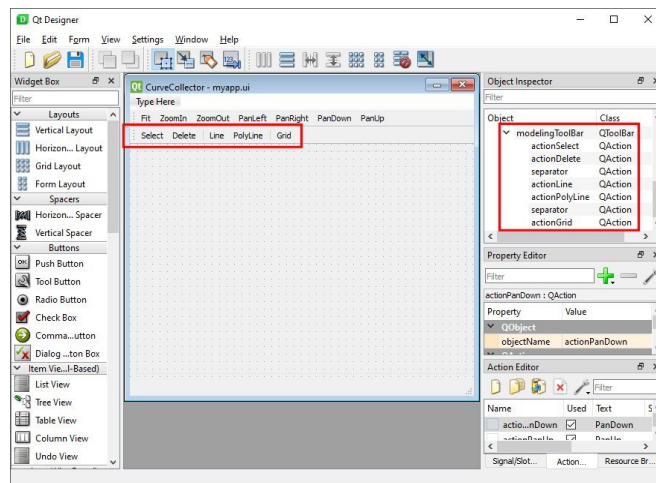 Qt Designer
File Edit Form View Settings Window Help
Widget Box
Filter
Layouts
Vertical Layout
Horizon... Layout
Grid Layout
Form Layout
Spacers
Horizon... Spacer
Vertical Spacer
Buttons
OK Push Button
Tool Button
Radio Button
Check Box
Comma...utton
Dialog ...ton Box
Item Vie...l-Based)
List View
Tree View
Table View
Column View
Undo View
CurveCollector - myapp.ui
Type Here
Fit ZoomIn ZoomOut PanLeft PanRight PanDown PanUp
Select Delete Line PolyLine Grid
Object Inspector
Filter
Object Class
modelingToolBar QToolBar
actionSelect QAction
actionDelete QAction
separator QAction
actionLine QAction
actionPolyLine QAction
separator QAction
actionGrid QAction
Property Editor
Filter
actionPanDown : QAction
Property Value
QObject
objectName actionPanDown
Action Editor
Filter
Name Used Text S
actio...nDown PanDown
actionPanUp PanUp
Signal/Slot... Action... Resource Br...